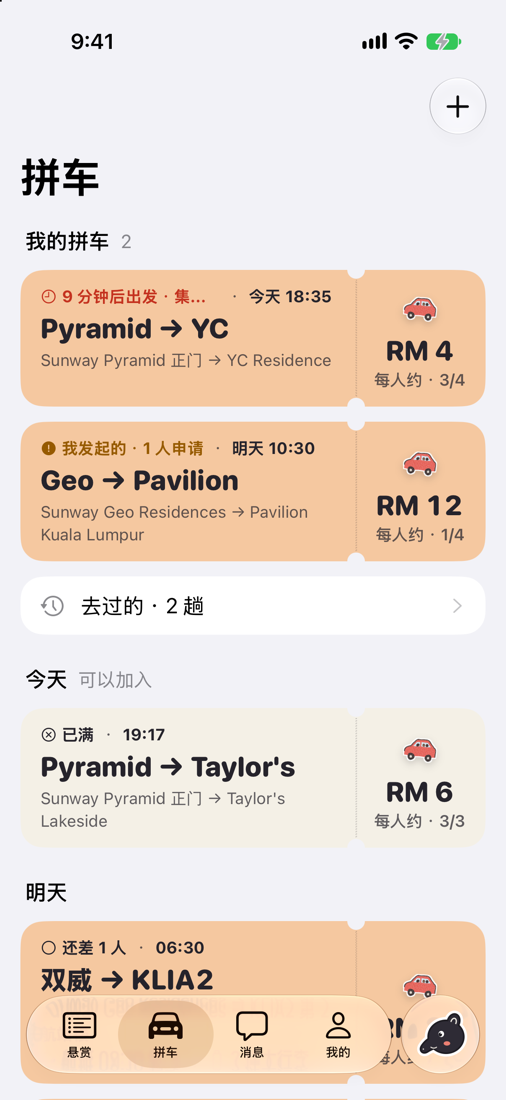 9:41
拼车
我的拼车 2
9 分钟后出发 · 集... · 今天 18:35
Pyramid → YC
Sunway Pyramid 正门 → YC Residence
RM 4
每人约 · 3/4
我发起的 · 1 人申请 · 明天 10:30
Geo → Pavilion
Sunway Geo Residences → Pavilion
Kuala Lumpur
RM 12
每人约 · 1/4
去过的 · 2 趟
今天 可以加入
已满 · 19:17
Pyramid → Taylor's
Sunway Pyramid 正门 → Taylor's
Lakeside
RM 6
每人约 · 3/3
明天
还差 1 人 · 06:30
双威 → KLIA2
悬赏
拼车
消息
我的